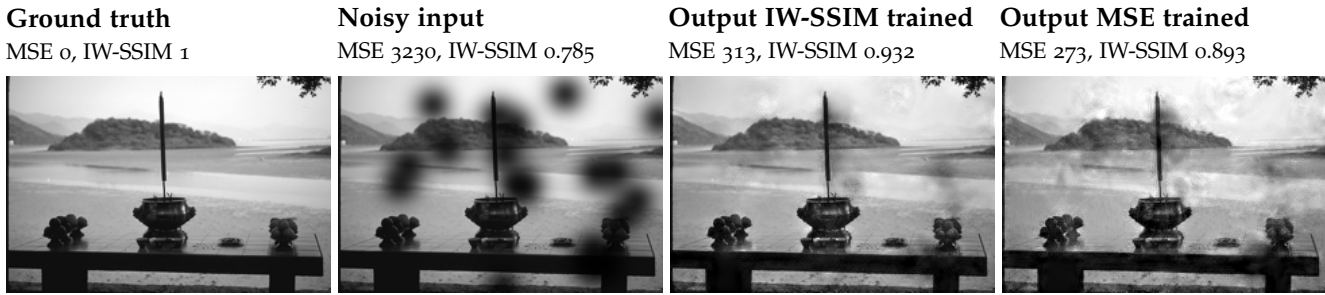 Ground truth
MSE 0, IW-SSIM 1
Noisy input
MSE 3230, IW-SSIM 0.785
Output IW-SSIM trained
MSE 313, IW-SSIM 0.932
Output MSE trained
MSE 273, IW-SSIM 0.893